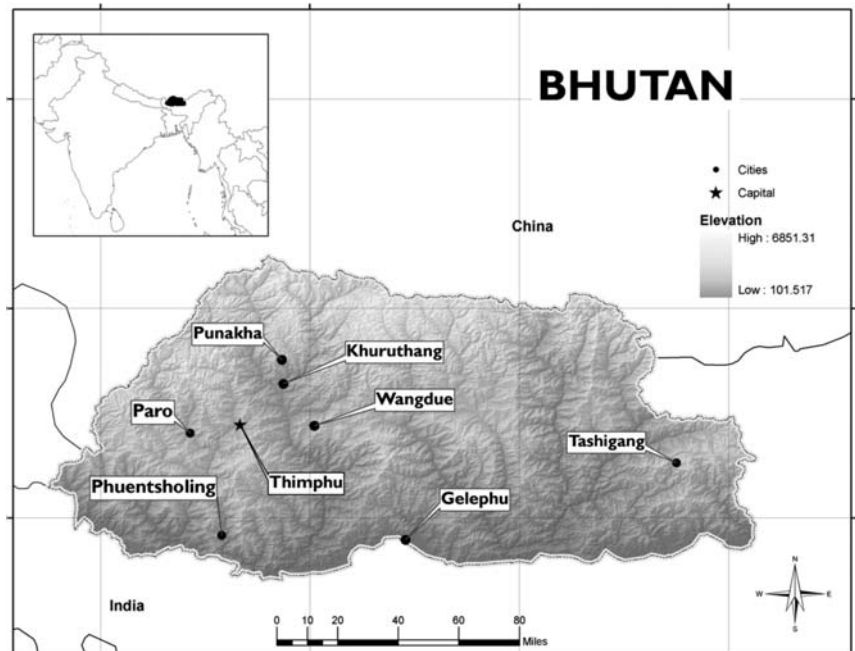 BHUTAN
Cities
Capital
Elevation
High : 6851.31
Low : 101.517
China
Punakha
Khuruthang
Wangdue
Paro
Tashigang
Thimphu
Phuentsholing
Gelephu
India
N
W E
S
0 10 20 40 60 80
Miles